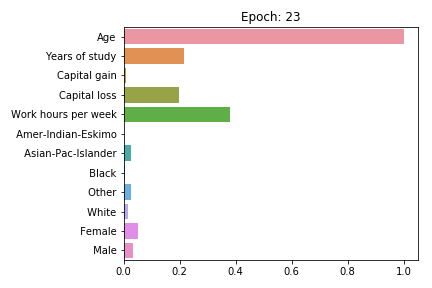 Epoch: 23
Age
Years of study
Capital gain
Capital loss
Work hours per week
Amer-Indian-Eskimo
Asian-Pac-Islander
Black
Other
White
Female
Male
0.0 0.2 0.4 0.6 0.8 1.0